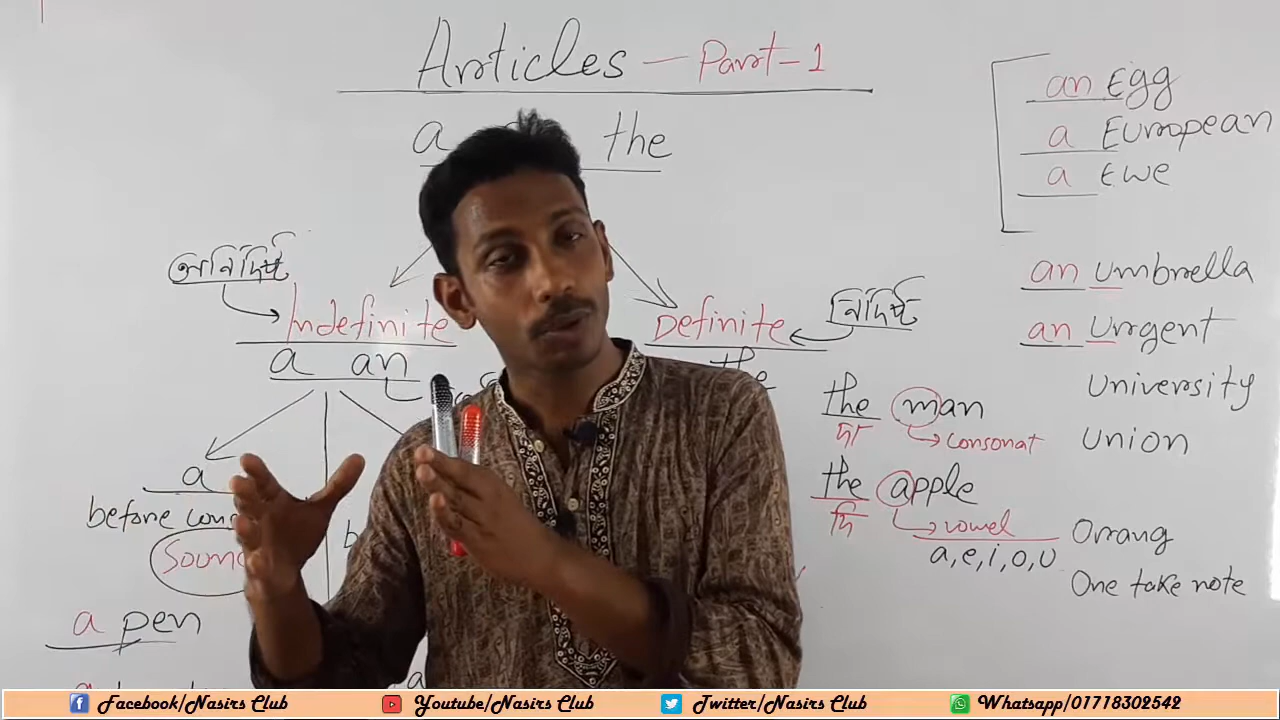 Articles - Part-1
a the
অনির্দিষ্ট
Indefinite
Definite
নির্দিষ্ট
a an
the
a
before
Sound
a pen
an Egg
a European
a Ewe
an umbrella
an Urgent
University
Union
Orrang
One take note
the man
দ্যা
consonat
the apple
দি
vowel
a, e, i, o, u
Facebook/Nasirs Club
Youtube/Nasirs Club
Twitter/Nasirs Club
Whatsapp/01778302542